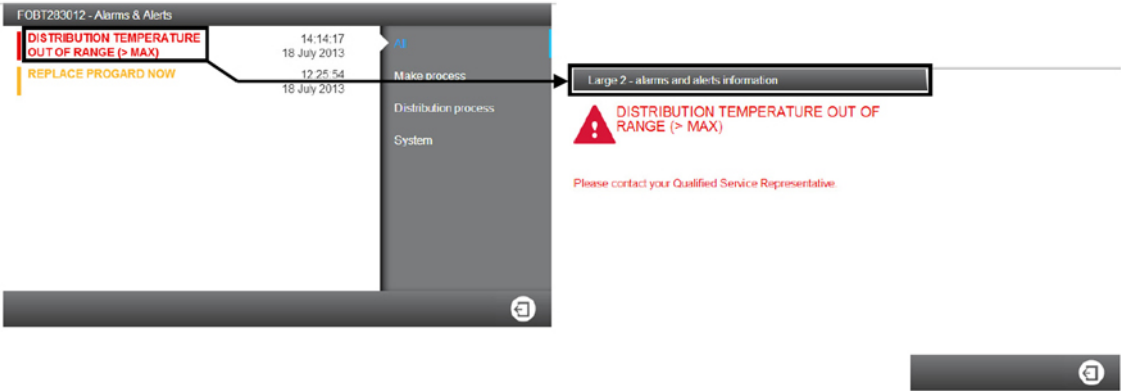 FOBT283012 - Alarms & Alerts
DISTRIBUTION TEMPERATURE
OUT OF RANGE (> MAX)
14:14:17
18 July 2013
REPLACE PROGARD NOW
12:25:54
18 July 2013
All
Make process
Distribution process
System
Large 2 - alarms and alerts information
DISTRIBUTION TEMPERATURE OUT OF
RANGE (> MAX)
Please contact your Qualified Service Representative.